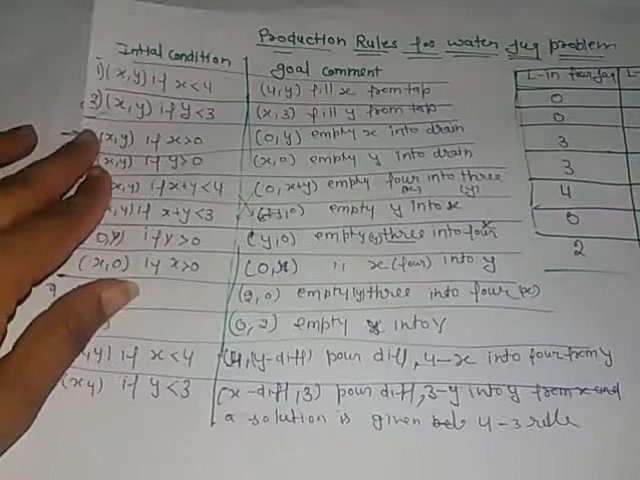 Production Rules for water jug problem
Initial Condition
goal comment
1) (x,y) if x<4 (4,y) fill x from tap
3) (x,y) if y<3 (x,3) fill y from tap
(x,y) if x>0 (0,y) empty x into drain
(x,y) if y>0 (x,0) empty y into drain
x,y) if x+y<4 (0,x+y) empty four into three
(x) (y)
x,y) if x+y<3 y,0) empty y into x
0,y) if y>0 (y,0) empty (y) three into four
x
(x,0) if x>0 (0,x) " x (four) into y
(2,0) empty (y) three into four (x)
(0,2) empty x into y
,y) if x<4 (4,y-diff) pour diff, 4-x into four from y
(xy) if y<3 (x-diff,3) pour diff, 3-y into y from x and
a solution is given 4-3 rule
L-in four jug L-
0
0
3
3
4
0
2